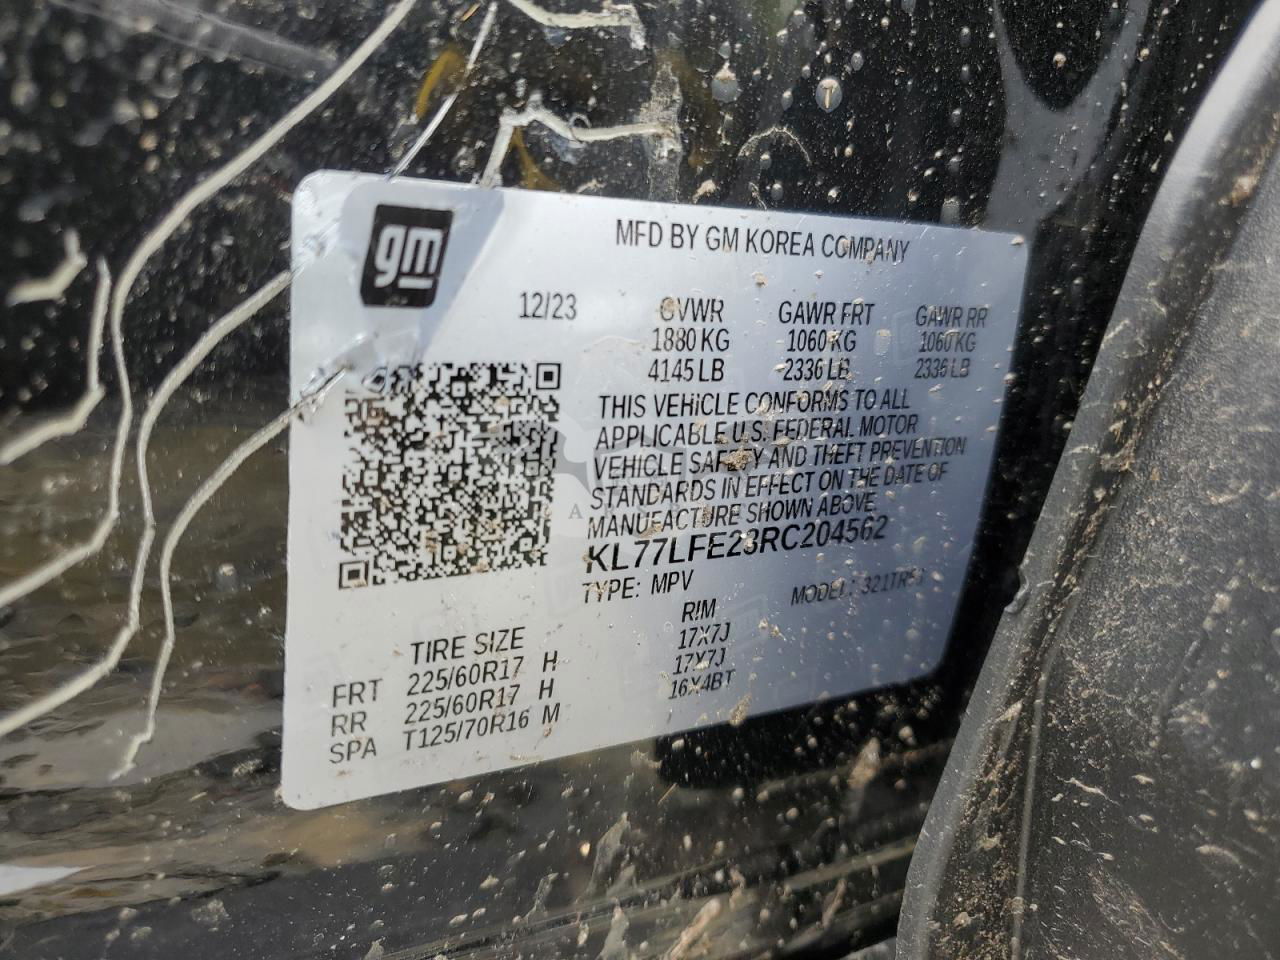 gm
MFD BY GM KOREA COMPANY
12/23 GVWR GAWR FRT GAWR RR
1880 KG 1060 KG 1060 KG
4145 LB 2336 LB 2336 LB
THIS VEHICLE CONFORMS TO ALL
APPLICABLE U.S. FEDERAL MOTOR
VEHICLE SAFETY AND THEFT PREVENTION
STANDARDS IN EFFECT ON THE DATE OF
MANUFACTURE SHOWN ABOVE
KL77LFE23RC204562
TYPE: MPV MODEL:
TIRE SIZE RIM
FRT 225/60R17 H 17X7J
RR 225/60R17 H 17X7J
SPA T125/70R16 M 16X4BT